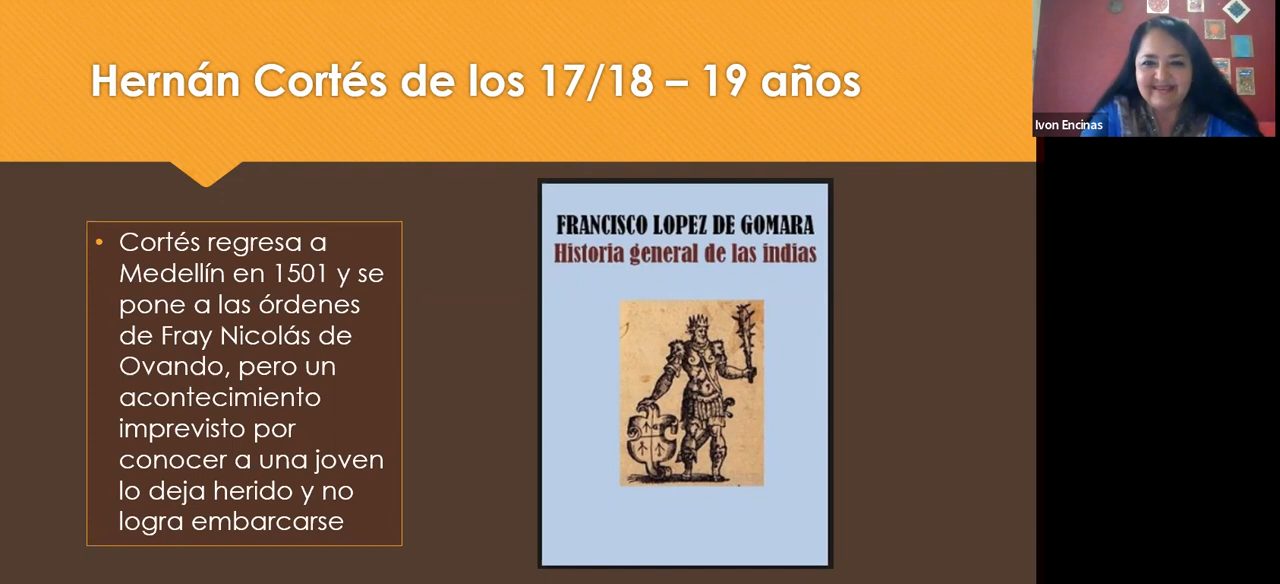 Hernán Cortés de los 17/18 – 19 años
Ivon Encinas
• Cortés regresa a
Medellín en 1501 y se
pone a las órdenes
de Fray Nicolás de
Ovando, pero un
acontecimiento
imprevisto por
conocer a una joven
lo deja herido y no
logra embarcarse
FRANCISCO LOPEZ DE GOMARA
Historia general de las indias